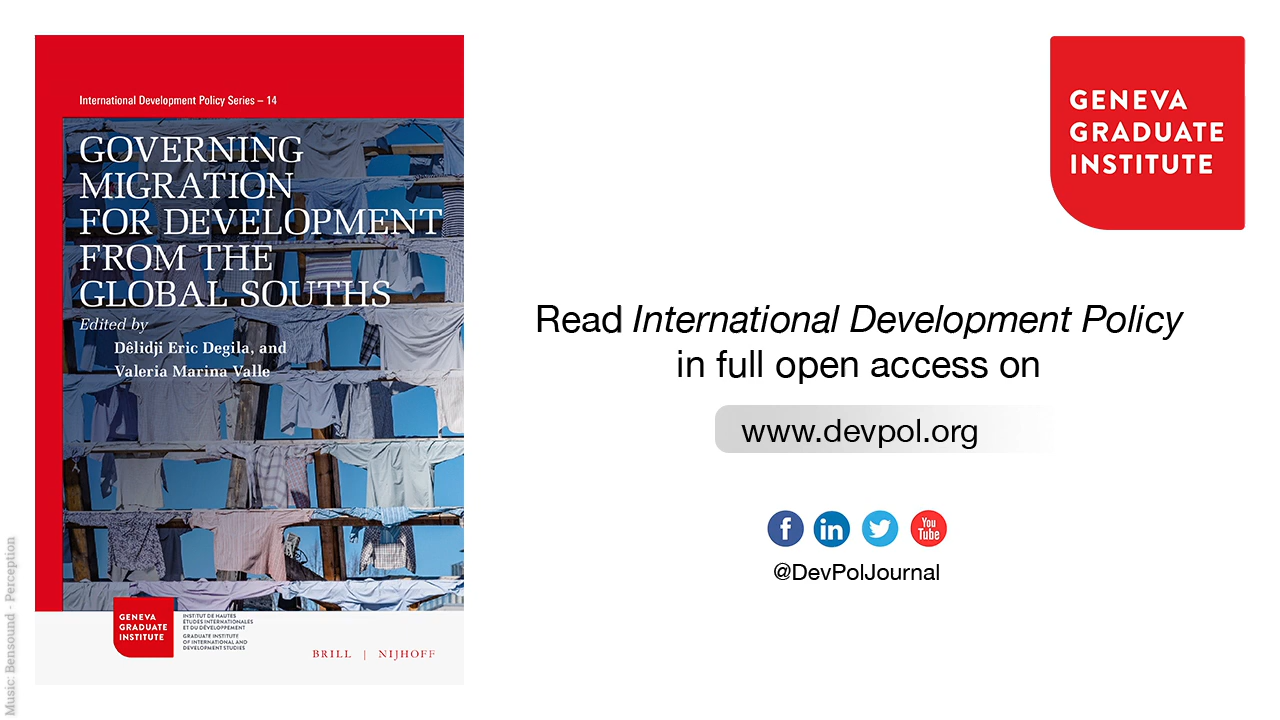 International Development Policy Series – 14
GOVERNING
MIGRATION
FOR DEVELOPMENT
FROM THE
GLOBAL SOUTHS
Edited by
Dêlidji Eric Degila, and
Valeria Marina Valle
GENEVA
GRADUATE
INSTITUTE
INSTITUT DE HAUTES
ÉTUDES INTERNATIONALES
ET DU DÉVELOPPEMENT
GRADUATE INSTITUTE
OF INTERNATIONAL AND
DEVELOPMENT STUDIES
BRILL | NIJHOFF
GENEVA
GRADUATE
INSTITUTE
Read International Development Policy
in full open access on
www.devpol.org
f
in
You
Tube
@DevPolJournal
Music: Bensound - Perception